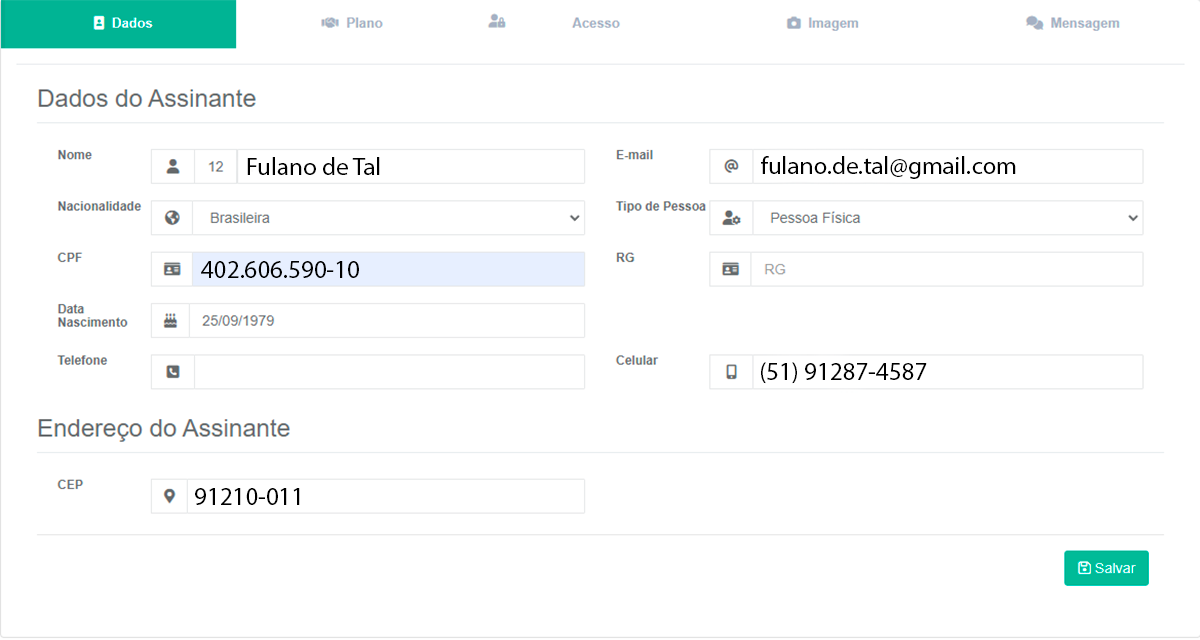 Dados Plano Acesso Imagem Mensagem
Dados do Assinante
Nome 12 Fulano de Tal E-mail fulano.de.tal@gmail.com
Nacionalidade Brasileira Tipo de Pessoa Pessoa Física
CPF 402.606.590-10 RG RG
Data
Nascimento 25/09/1979
Telefone Celular (51) 91287-4587
Endereço do Assinante
CEP 91210-011
Salvar